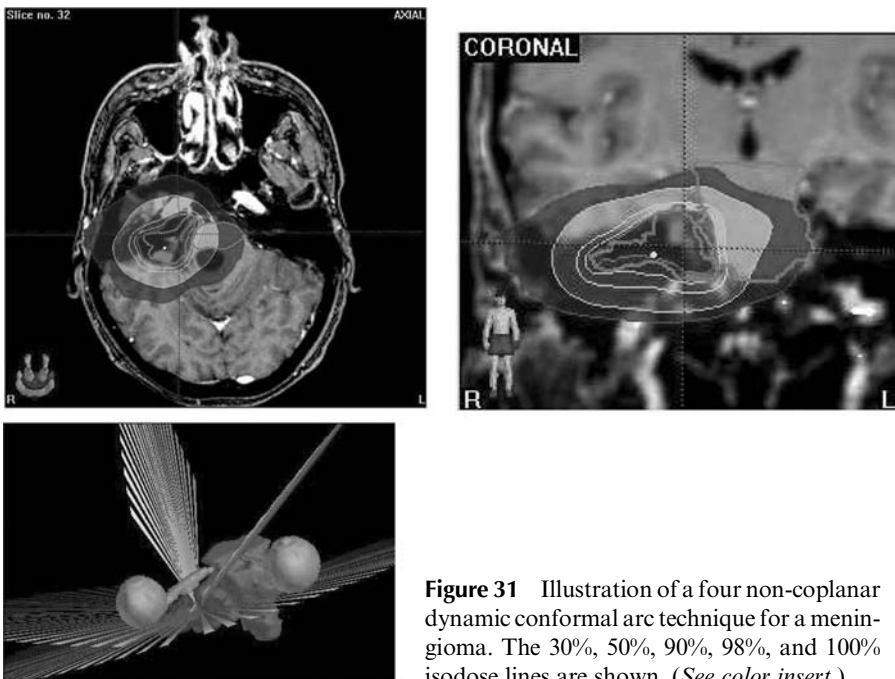 Slice no. 32
AXIAL
R
L
CORONAL
R
L
Figure 31 Illustration of a four non-coplanar
dynamic conformal arc technique for a menin-
gioma. The 30%, 50%, 90%, 98%, and 100%
isodose lines are shown. (See color insert.)